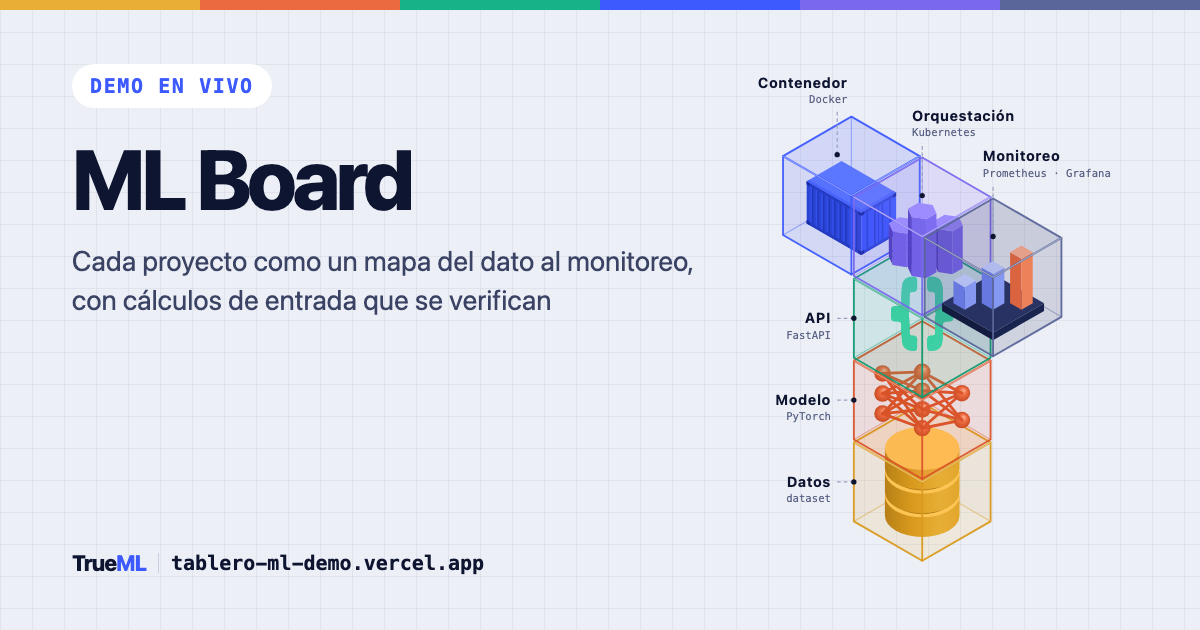 DEMO EN VIVO
ML Board
Cada proyecto como un mapa del dato al monitoreo,
con cálculos de entrada que se verifican
Contenedor
Docker
Orquestación
Kubernetes
Monitoreo
Prometheus · Grafana
API
FastAPI
Modelo
PyTorch
Datos
dataset
TrueML
tablero-ml-demo.vercel.app